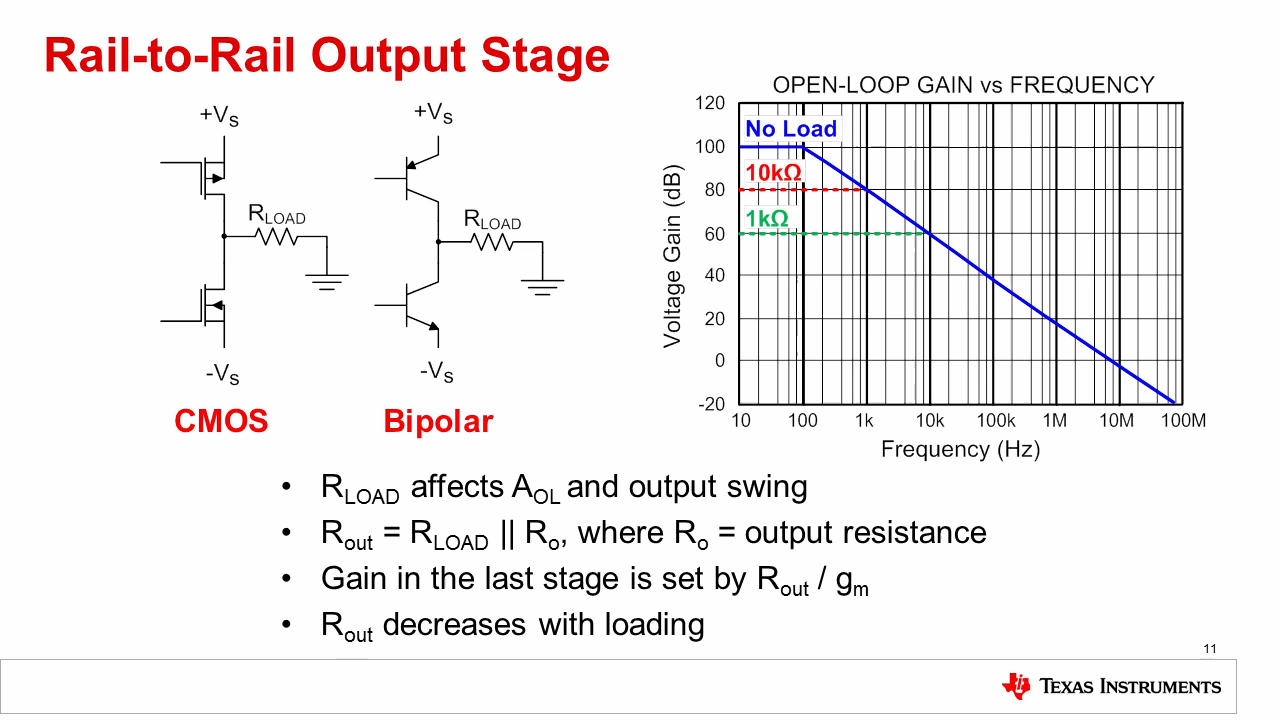 Rail-to-Rail Output Stage
+VS
RLOAD
-VS
CMOS
+VS
RLOAD
-VS
Bipolar
OPEN-LOOP GAIN vs FREQUENCY
Voltage Gain (dB)
120
100
80
60
40
20
0
-20
No Load
10kΩ
1kΩ
10 100 1k 10k 100k 1M 10M 100M
Frequency (Hz)
• RLOAD affects AOL and output swing
• Rout = RLOAD || Ro, where Ro = output resistance
• Gain in the last stage is set by Rout / gm
• Rout decreases with loading
11
TEXAS INSTRUMENTS